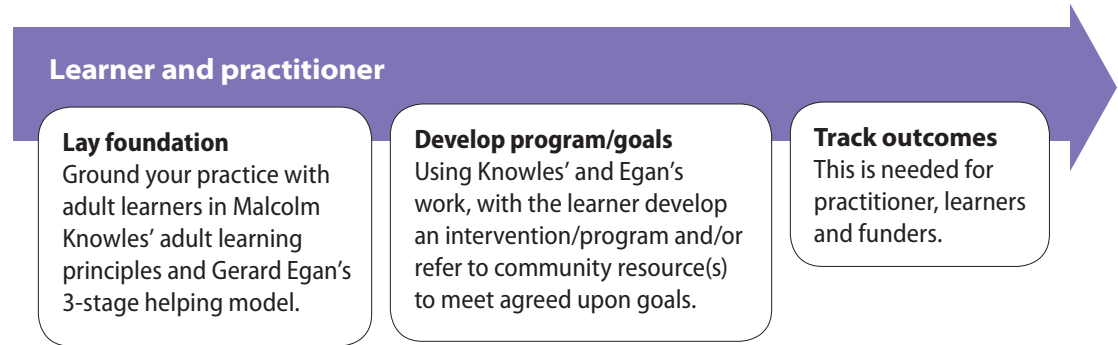 Learner and practitioner
Lay foundation
Ground your practice with
adult learners in Malcolm
Knowles’ adult learning
principles and Gerard Egan’s
3-stage helping model.
Develop program/goals
Using Knowles’ and Egan’s
work, with the learner develop
an intervention/program and/or
refer to community resource(s)
to meet agreed upon goals.
Track outcomes
This is needed for
practitioner, learners
and funders.